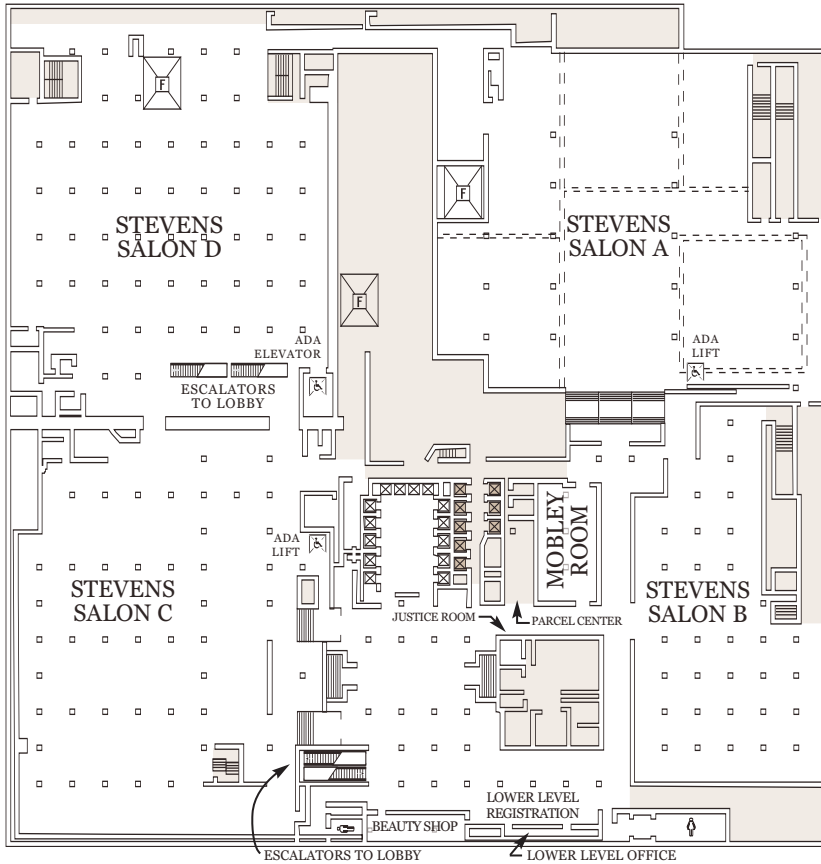 F
F
STEVENS
SALON D
STEVENS
SALON A
F
ADA
ELEVATOR
ADA
LIFT
ESCALATORS
TO LOBBY
MOBLEY
ROOM
ADA
LIFT
STEVENS
SALON C
STEVENS
SALON B
JUSTICE ROOM
PARCEL CENTER
LOWER LEVEL
REGISTRATION
BEAUTY SHOP
ESCALATORS TO LOBBY
LOWER LEVEL OFFICE